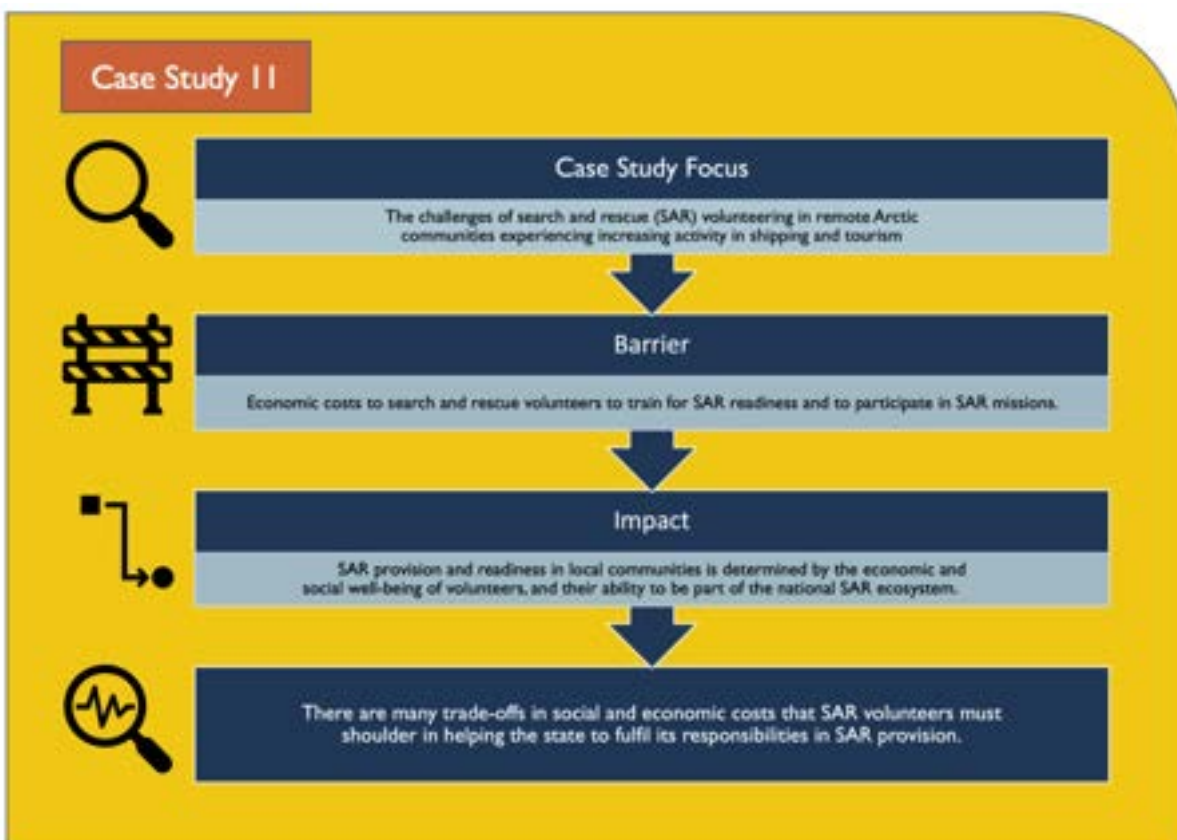 Case Study 11
Case Study Focus
The challenges of search and rescue (SAR) volunteering in remote Arctic
communities experiencing increasing activity in shipping and tourism
Barrier
Economic costs to search and rescue volunteers to train for SAR readiness and to participate in SAR missions.
Impact
SAR provision and readiness in local communities is determined by the economic and
social well-being of volunteers, and their ability to be part of the national SAR ecosystem.
There are many trade-offs in social and economic costs that SAR volunteers must
shoulder in helping the state to fulfil its responsibilities in SAR provision.